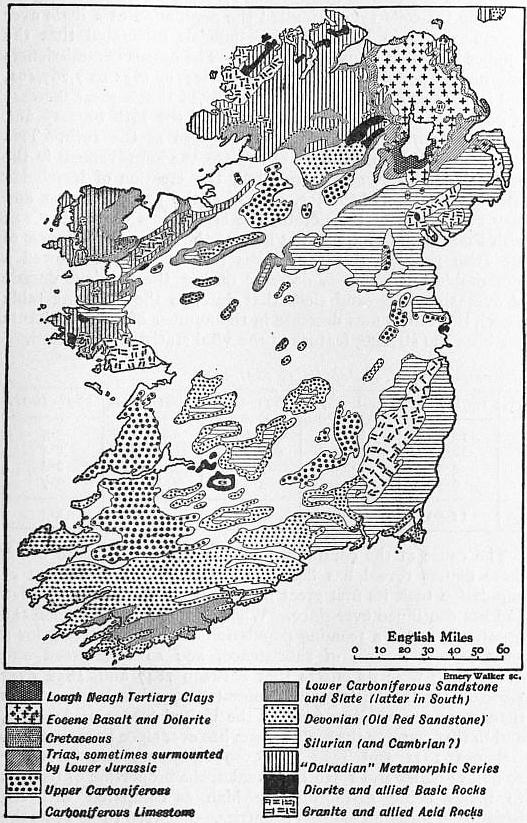 English Miles
0 10 20 30 40 50 60
Emery Walker sc.
Lough Neagh Tertiary Clays
Eocene Basalt and Dolerite
Cretaceous
Trias, sometimes surmounted
by Lower Jurassic
Upper Carboniferous
Carboniferous Limestone
Lower Carboniferous Sandstone
and Slate (latter in South)
Devonian (Old Red Sandstone)
Silurian (and Cambrian?)
"Dalradian" Metamorphic Series
Diorite and allied Basic Rocks
Granite and allied Acid Rocks